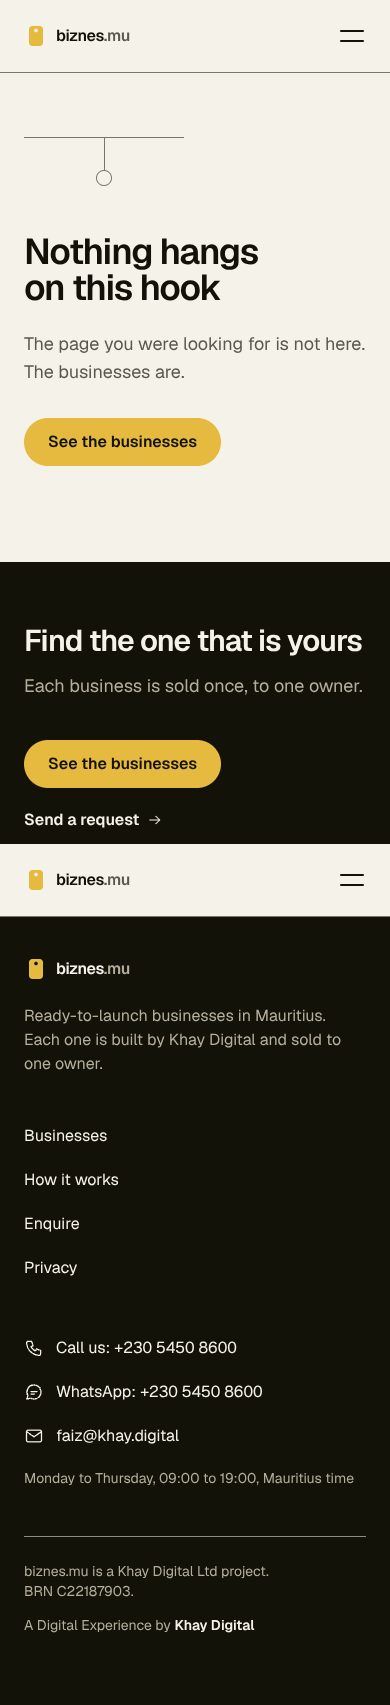 biznes.mu
Nothing hangs
on this hook
The page you were looking for is not here.
The businesses are.
See the businesses
Find the one that is yours
Each business is sold once, to one owner.
See the businesses
Send a request →
biznes.mu
biznes.mu
Ready-to-launch businesses in Mauritius.
Each one is built by Khay Digital and sold to
one owner.
Businesses
How it works
Enquire
Privacy
Call us: +230 5450 8600
WhatsApp: +230 5450 8600
faiz@khay.digital
Monday to Thursday, 09:00 to 19:00, Mauritius time
biznes.mu is a Khay Digital Ltd project.
BRN C22187903.
A Digital Experience by Khay Digital